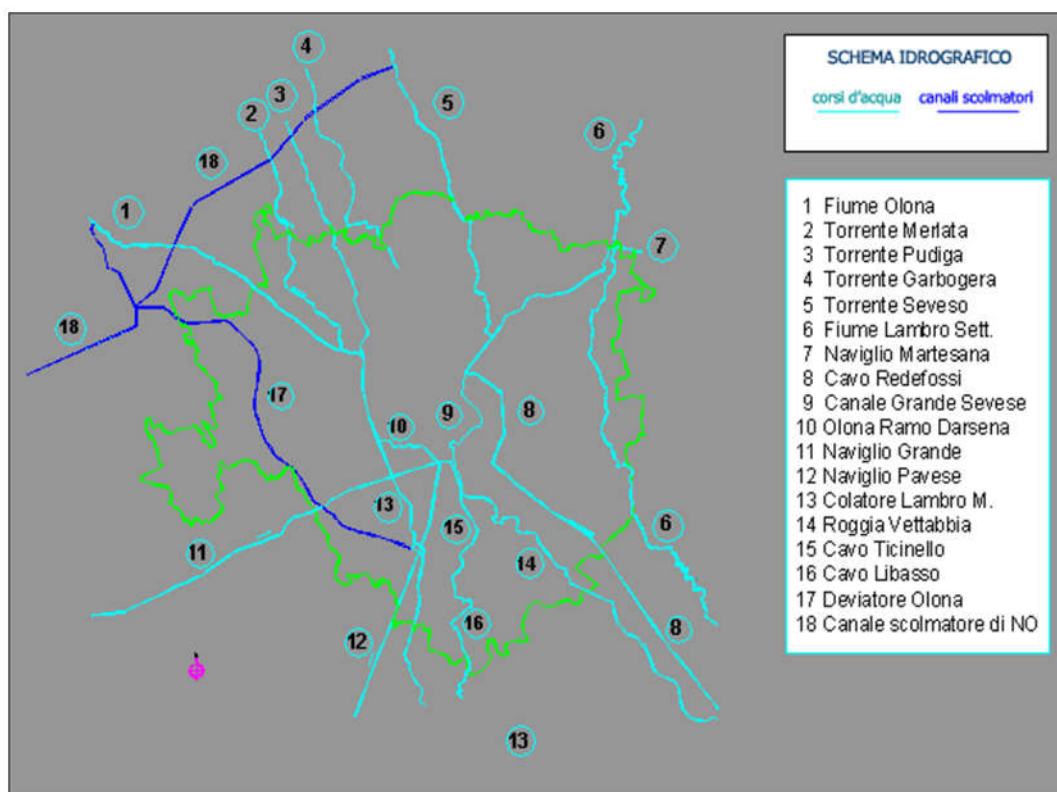 SCHEMA IDROGRAFICO
corsi d'acqua canali scolmatori
1 Fiume Olona
2 Torrente Merlata
3 Torrente Pudiga
4 Torrente Garbogera
5 Torrente Seveso
6 Fiume Lambro Sett.
7 Naviglio Martesana
8 Cavo Redefossi
9 Canale Grande Sevese
10 Olona Ramo Darsena
11 Naviglio Grande
12 Naviglio Pavese
13 Colatore Lambro M.
14 Roggia Vettabbia
15 Cavo Ticinello
16 Cavo Libasso
17 Deviatore Olona
18 Canale scolmatore di NO
4
3
2
5
6
18
1
7
18
17
9
8
10
13
15
11
14
6
16
12
8
13